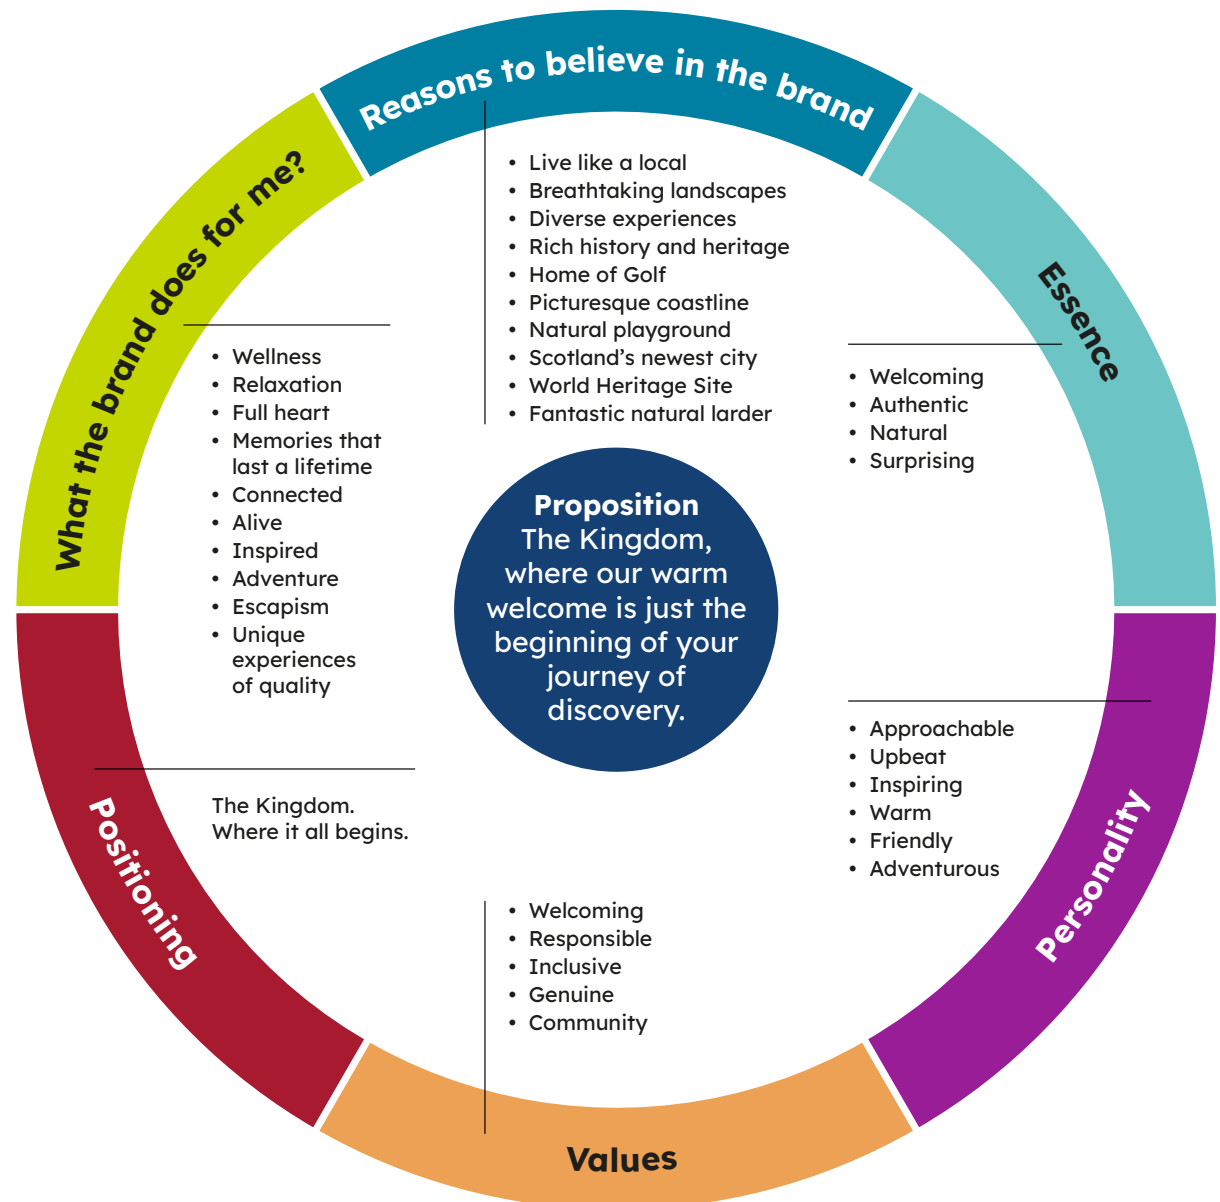 Reasons to believe in the brand
• Live like a local
• Breathtaking landscapes
• Diverse experiences
• Rich history and heritage
• Home of Golf
• Picturesque coastline
• Natural playground
• Scotland’s newest city
• World Heritage Site
• Fantastic natural larder
Essence
• Welcoming
• Authentic
• Natural
• Surprising
Personality
• Approachable
• Upbeat
• Inspiring
• Warm
• Friendly
• Adventurous
Values
• Welcoming
• Responsible
• Inclusive
• Genuine
• Community
Positioning
The Kingdom.
Where it all begins.
What the brand does for me?
• Wellness
• Relaxation
• Full heart
• Memories that
last a lifetime
• Connected
• Alive
• Inspired
• Adventure
• Escapism
• Unique
experiences
of quality
Proposition
The Kingdom,
where our warm
welcome is just the
beginning of your
journey of
discovery.